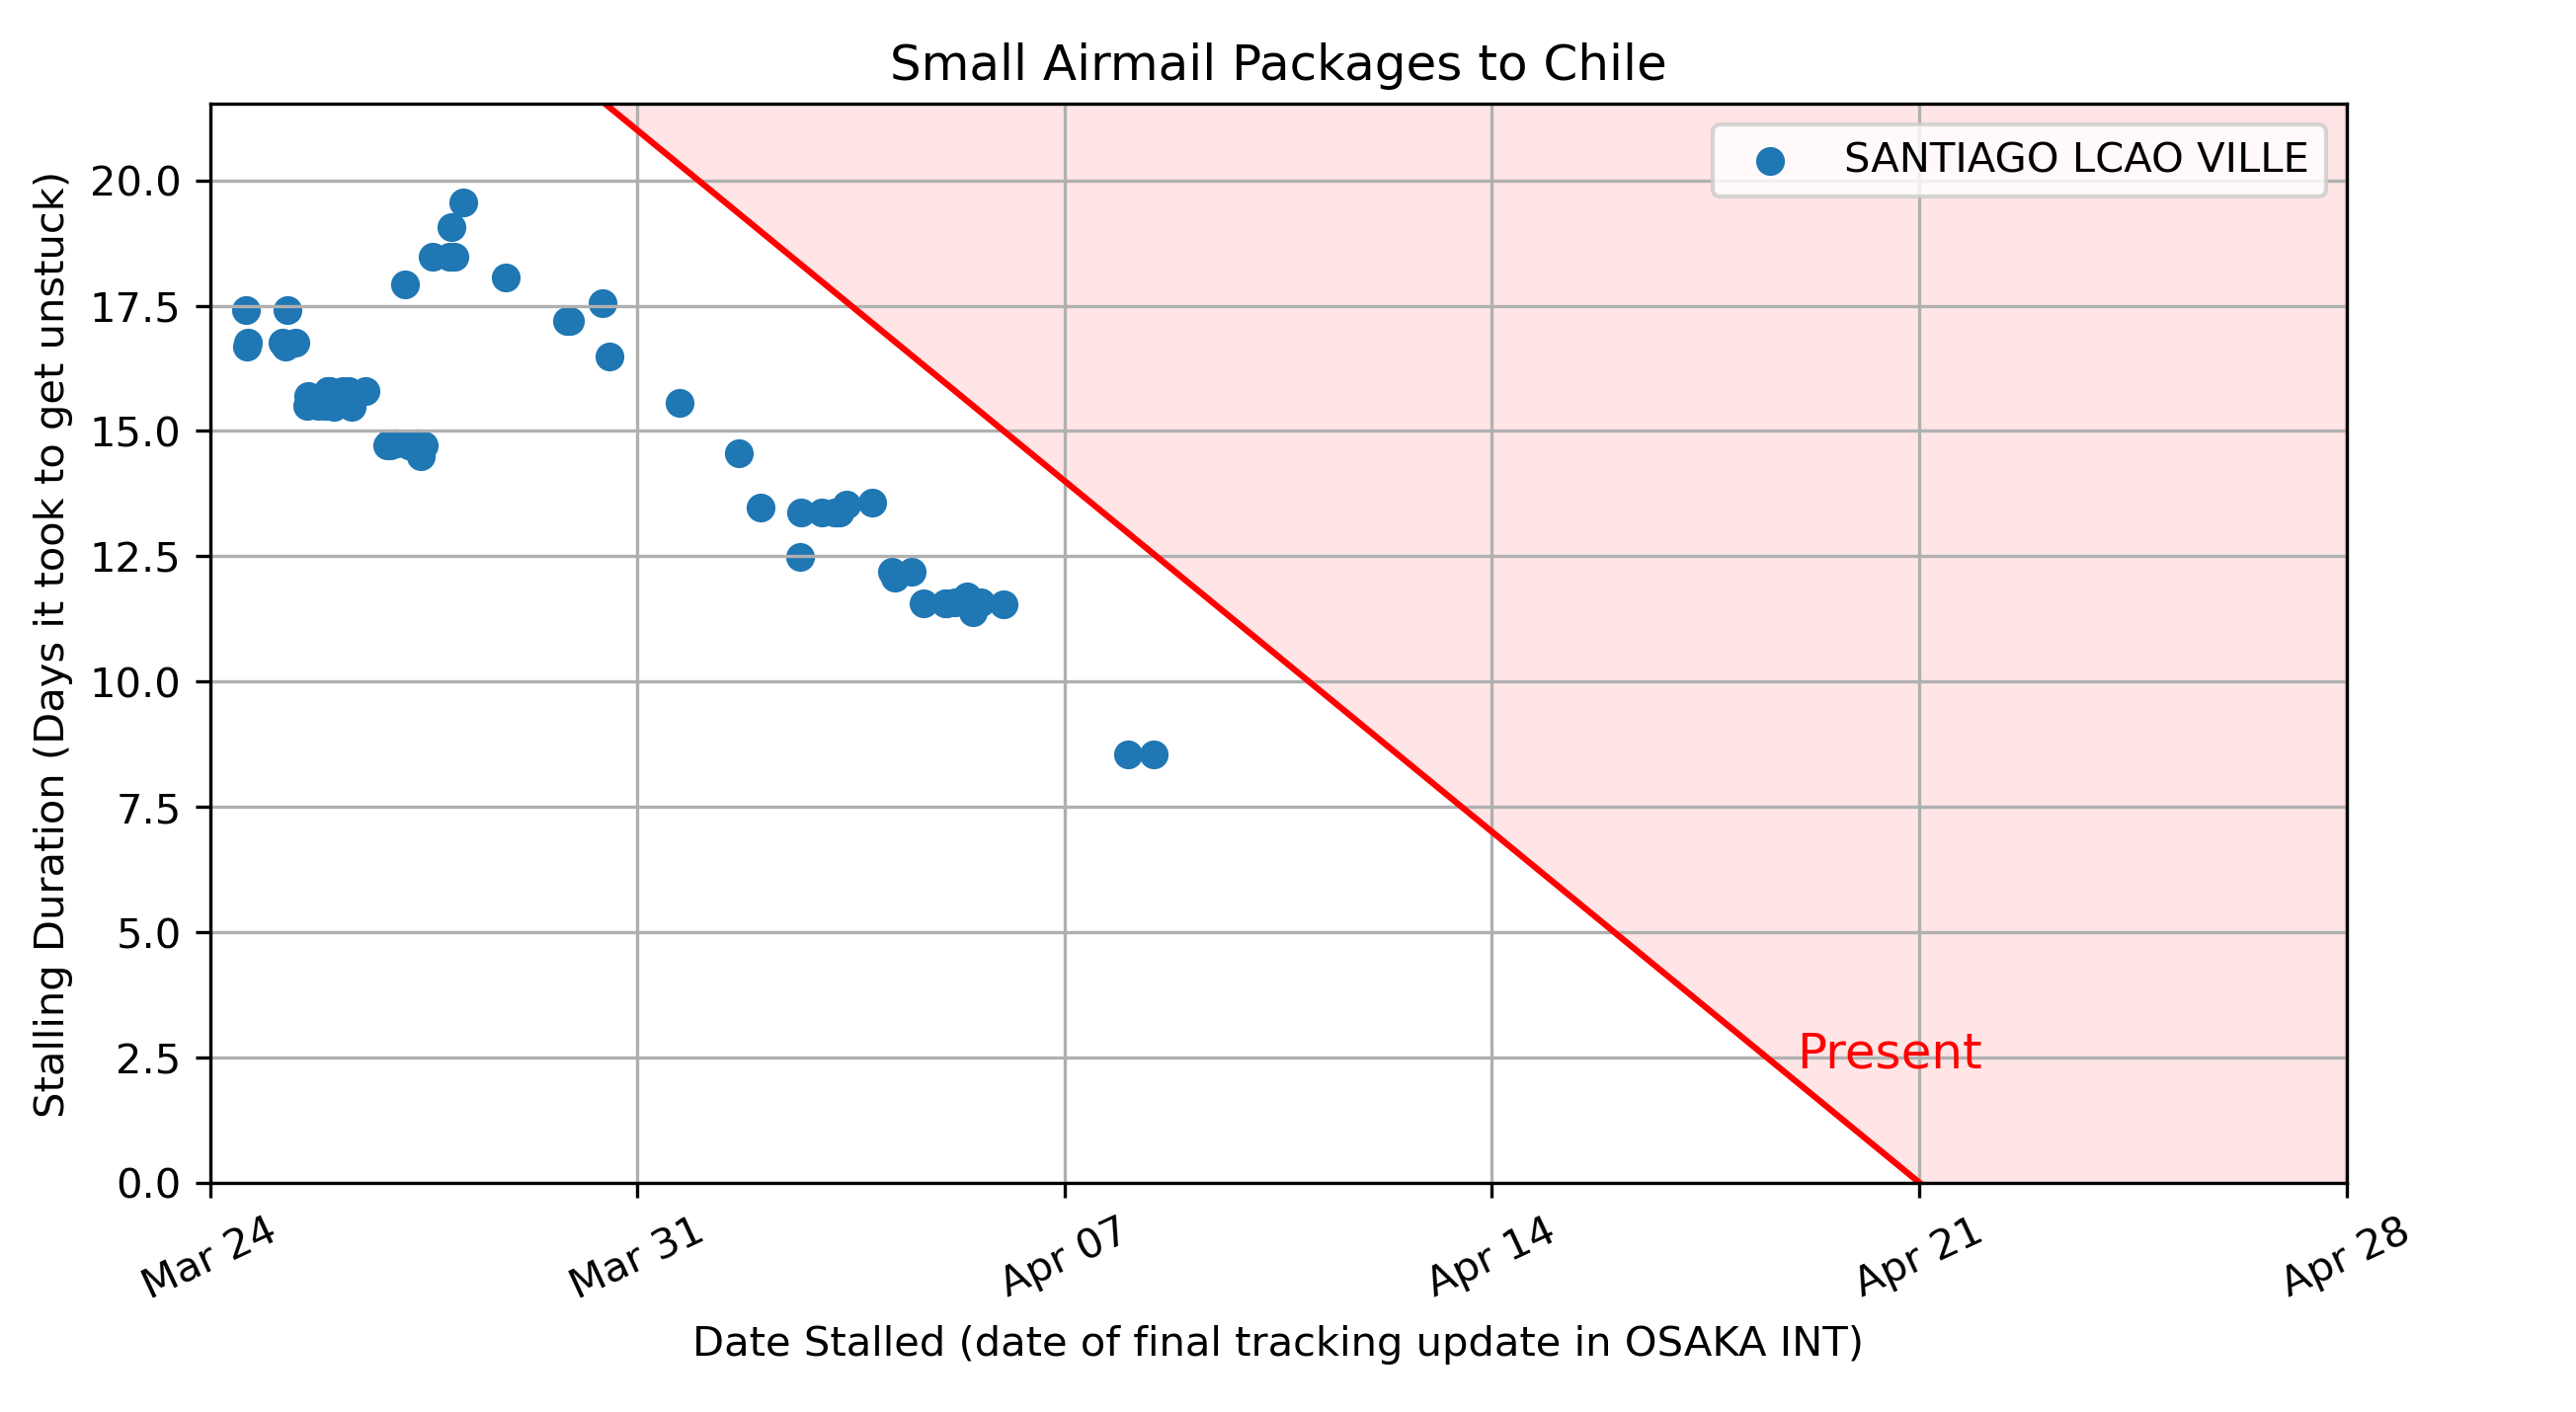 Small Airmail Packages to Chile
SANTIAGO LCAO VILLE
Stalling Duration (Days it took to get unstuck)
20.0
17.5
15.0
12.5
10.0
7.5
5.0
2.5
0.0
Present
Mar 24
Mar 31
Apr 07
Apr 14
Apr 21
Apr 28
Date Stalled (date of final tracking update in OSAKA INT)